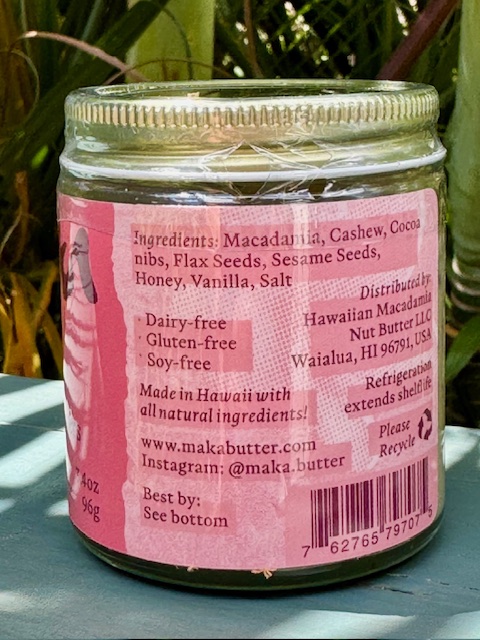 Ingredients: Macadamia, Cashew, Cocoa
nibs, Flax Seeds, Sesame Seeds,
Honey, Vanilla, Salt
· Dairy-free
· Gluten-free
· Soy-free
Distributed by:
Hawaiian Macadamia
Nut Butter LLC
Waialua, HI 96791, USA
Made in Hawaii with
all natural ingredients!
Refrigeration
extends shelf life
www.makabutter.com
Instagram: @maka.butter
Please
Recycle
Best by:
See bottom
7.4oz
96g
7 62765 79707 5